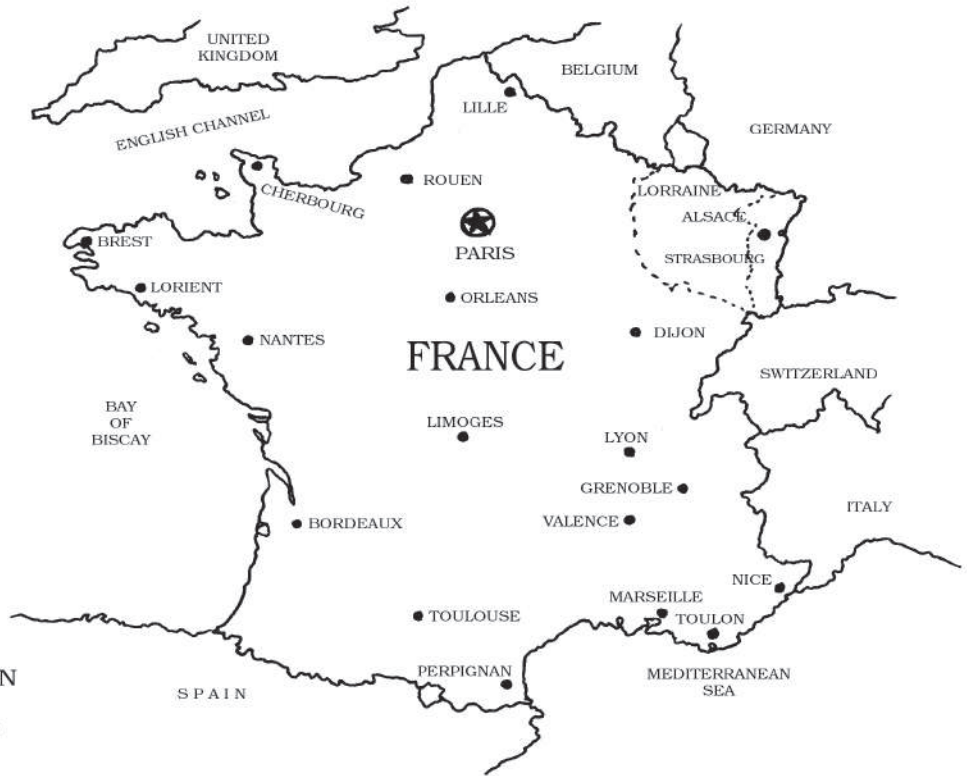 UNITED
KINGDOM
BELGIUM
LILLE
ENGLISH CHANNEL
GERMANY
ROUEN
CHERBOURG
LORRAINE
ALSACE
BREST
PARIS
STRASBOURG
LORIENT
ORLEANS
NANTES
DIJON
FRANCE
SWITZERLAND
BAY
OF
BISCAY
LIMOGES
LYON
GRENOBLE
VALENCE
ITALY
BORDEAUX
NICE
MARSEILLE
TOULOUSE
TOULON
PERPIGNAN
MEDITERRANEAN
SEA
SPAIN
N